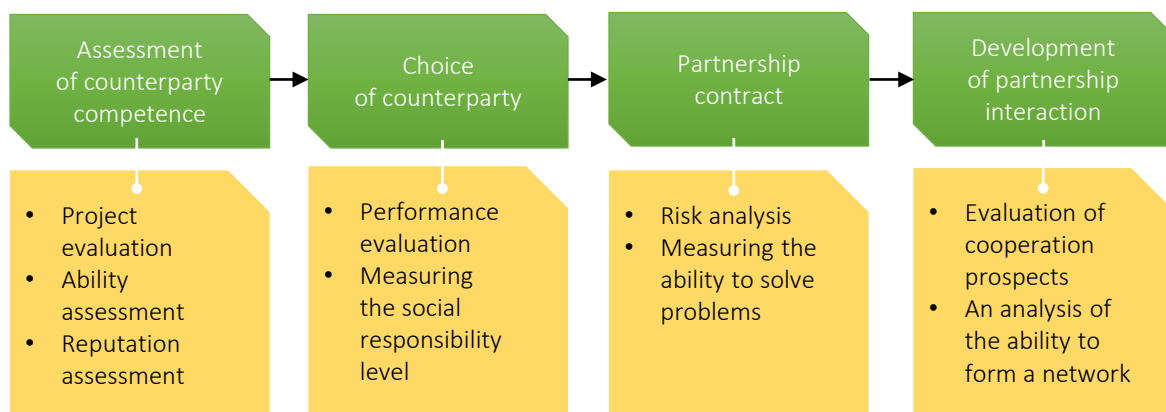 Assessment
of counterparty
competence
Choice
of counterparty
Partnership
contract
Development
of partnership
interaction
• Project
evaluation
• Ability
assessment
• Reputation
assessment
• Performance
evaluation
• Measuring
the social
responsibility
level
• Risk analysis
• Measuring the
ability to solve
problems
• Evaluation of
cooperation
prospects
• An analysis of
the ability to
form a network